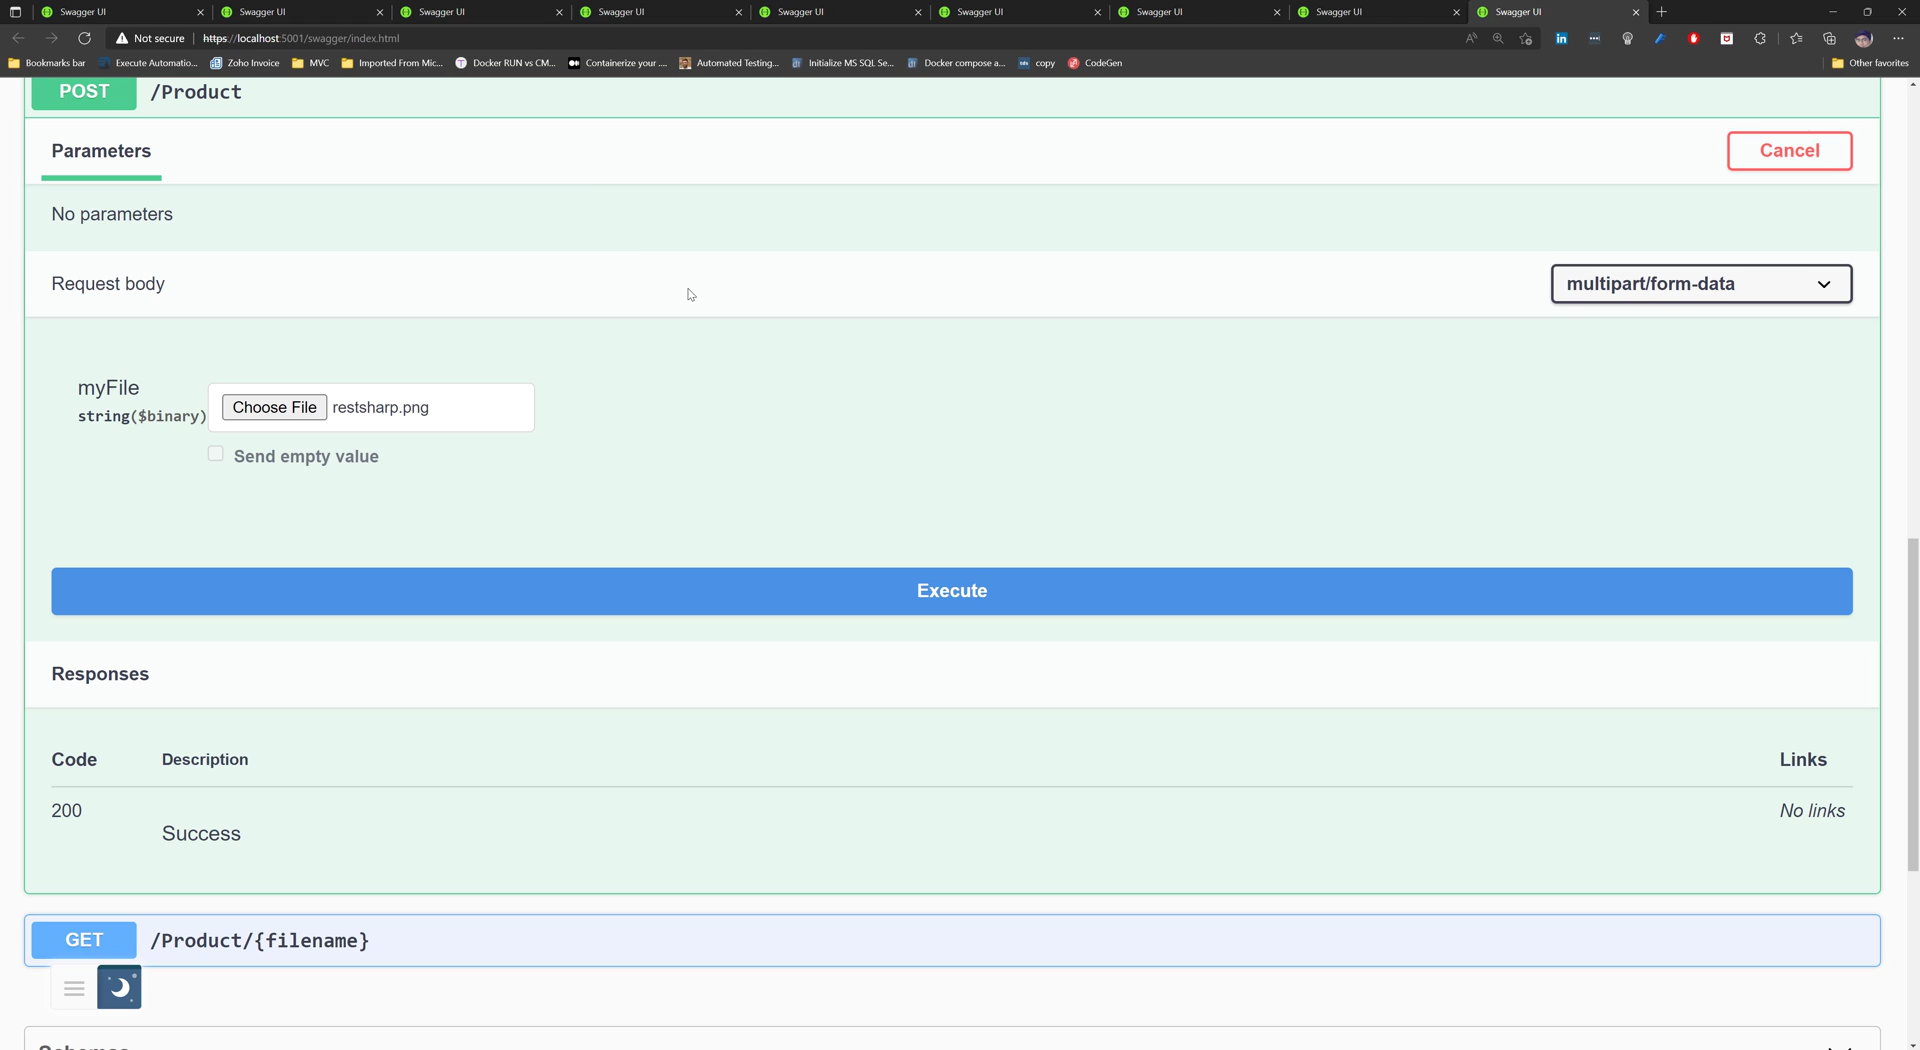 Swagger UI Swagger UI Swagger UI Swagger UI Swagger UI Swagger UI Swagger UI Swagger UI Swagger UI
Not secure https://localhost:5001/swagger/index.html
Bookmarks bar Execute Automatio... Zoho Invoice MVC Imported From Mic... Docker RUN vs CM... Containerize your .... Automated Testing... Initialize MS SQL Se... Docker compose a... copy CodeGen Other favorites
POST /Product
Parameters Cancel
No parameters
Request body multipart/form-data
myFile
string($binary)
Choose File restsharp.png
Send empty value
Execute
Responses
Code Description Links
200 No links
Success
GET /Product/{filename}
Schemas